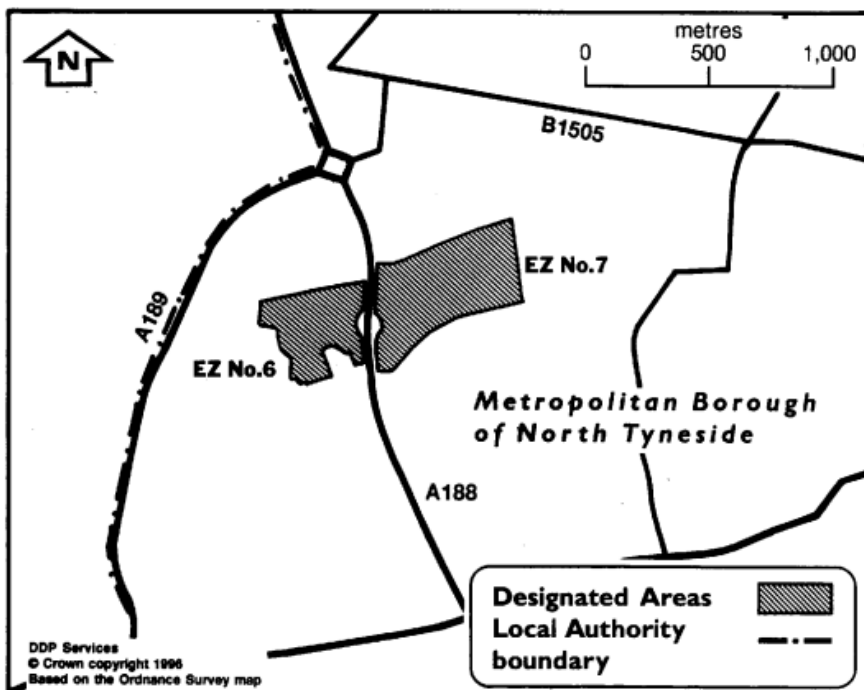 N
metres
0 500 1,000
B1505
EZ No.7
A189
EZ No.6
Metropolitan Borough
of North Tyneside
A188
Designated Areas
Local Authority
boundary
DDP Services
© Crown copyright 1996
Based on the Ordnance Survey map